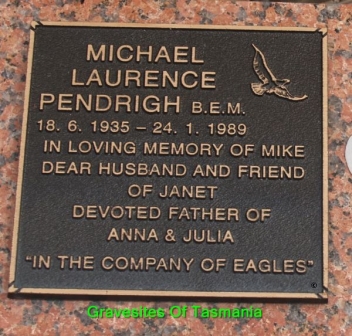 MICHAEL
LAURENCE
PENDRIGH B.E.M.
18. 6. 1935 – 24. 1. 1989
IN LOVING MEMORY OF MIKE
DEAR HUSBAND AND FRIEND
OF JANET
DEVOTED FATHER OF
ANNA & JULIA
"IN THE COMPANY OF EAGLES"
Gravesites Of Tasmania